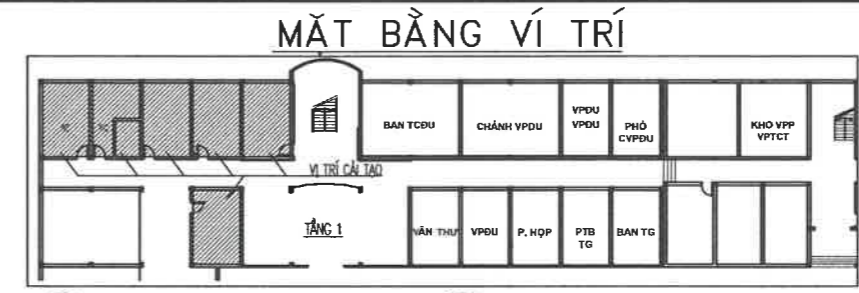 MẶT BẰNG VÍ TRÍ
BAN TCĐU
CHÁNH VPĐU
VPĐU
VPĐU
PHÓ
CVPĐU
KHO VPP
VPTCT
VỊ TRÍ CẢI TẠO
TẦNG 1
VĂN THƯ
VPĐU
P. HỌP
PTB
TG
BAN TG